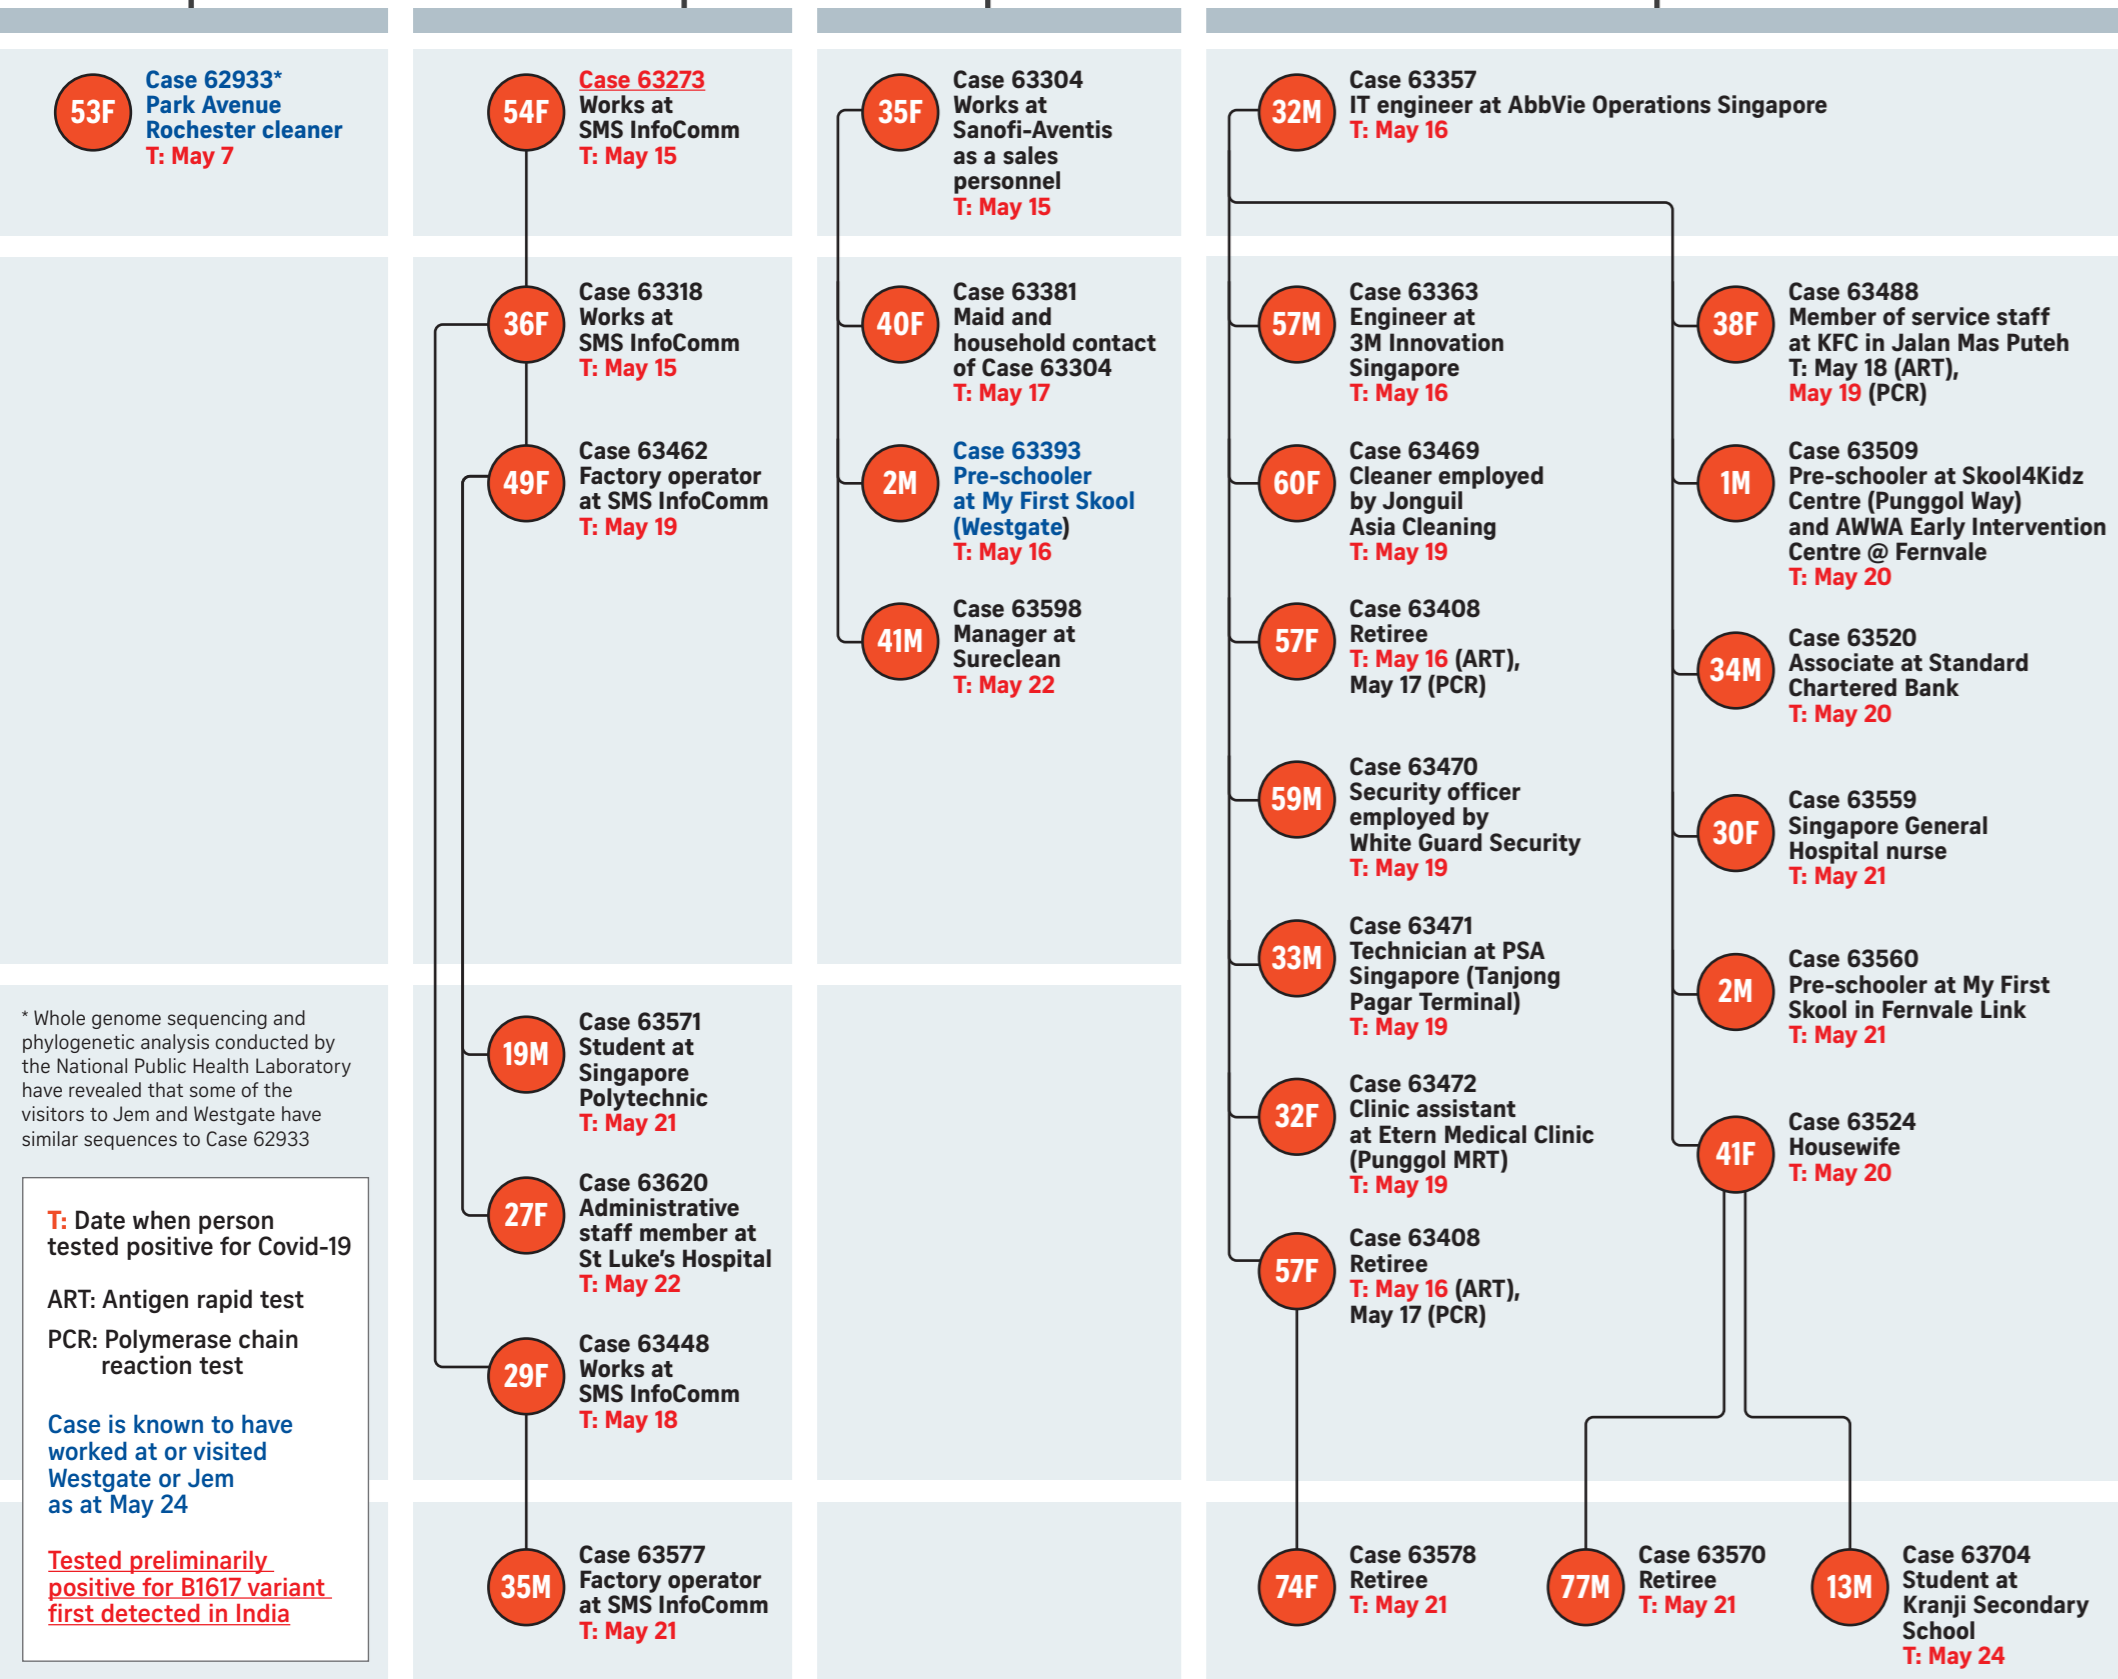 53F
Case 62933*
Park Avenue
Rochester cleaner
T: May 7
54F
Case 63273
Works at
SMS InfoComm
T: May 15
35F
Case 63304
Works at
Sanofi-Aventis
as a sales
personnel
T: May 15
32M
Case 63357
IT engineer at AbbVie Operations Singapore
T: May 16
36F
Case 63318
Works at
SMS InfoComm
T: May 15
49F
Case 63462
Factory operator
at SMS InfoComm
T: May 19
40F
Case 63381
Maid and
household contact
of Case 63304
T: May 17
2M
Case 63393
Pre-schooler
at My First Skool
(Westgate)
T: May 16
41M
Case 63598
Manager at
Sureclean
T: May 22
57M
Case 63363
Engineer at
3M Innovation
Singapore
T: May 16
60F
Case 63469
Cleaner employed
by Jonguil
Asia Cleaning
T: May 19
57F
Case 63408
Retiree
T: May 16 (ART),
May 17 (PCR)
59M
Case 63470
Security officer
employed by
White Guard Security
T: May 19
33M
Case 63471
Technician at PSA
Singapore (Tanjong
Pagar Terminal)
T: May 19
32F
Case 63472
Clinic assistant
at Etern Medical Clinic
(Punggol MRT)
T: May 19
57F
Case 63408
Retiree
T: May 16 (ART),
May 17 (PCR)
38F
Case 63488
Member of service staff
at KFC in Jalan Mas Puteh
T: May 18 (ART),
May 19 (PCR)
1M
Case 63509
Pre-schooler at Skool4Kidz
Centre (Punggol Way)
and AWWA Early Intervention
Centre @ Fernvale
T: May 20
34M
Case 63520
Associate at Standard
Chartered Bank
T: May 20
30F
Case 63559
Singapore General
Hospital nurse
T: May 21
2M
Case 63560
Pre-schooler at My First
Skool in Fernvale Link
T: May 21
41F
Case 63524
Housewife
T: May 20
* Whole genome sequencing and
phylogenetic analysis conducted by
the National Public Health Laboratory
have revealed that some of the
visitors to Jem and Westgate have
similar sequences to Case 62933
T: Date when person
tested positive for Covid-19
ART: Antigen rapid test
PCR: Polymerase chain
reaction test
Case is known to have
worked at or visited
Westgate or Jem
as at May 24
Tested preliminarily
positive for B1617 variant
first detected in India
19M
Case 63571
Student at
Singapore
Polytechnic
T: May 21
27F
Case 63620
Administrative
staff member at
St Luke's Hospital
T: May 22
29F
Case 63448
Works at
SMS InfoComm
T: May 18
35M
Case 63577
Factory operator
at SMS InfoComm
T: May 21
74F
Case 63578
Retiree
T: May 21
77M
Case 63570
Retiree
T: May 21
13M
Case 63704
Student at
Kranji Secondary
School
T: May 24